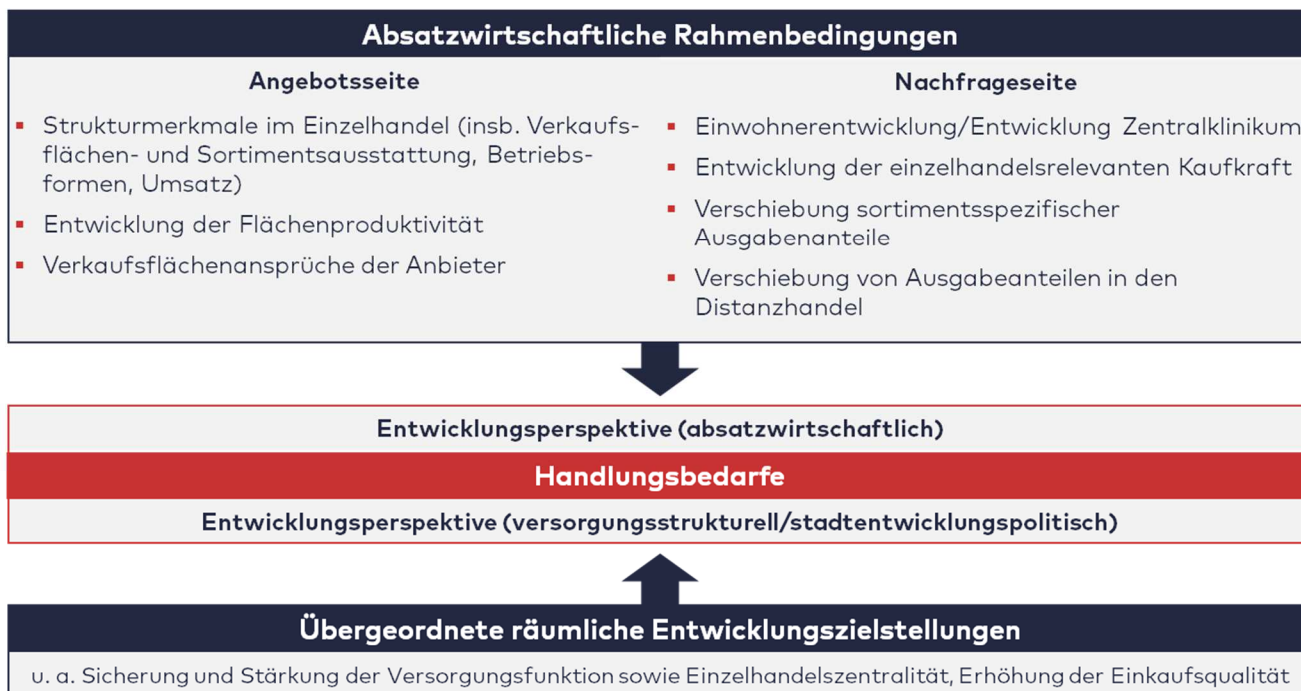 Absatzwirtschaftliche Rahmenbedingungen
Angebotsseite
▪ Strukturmerkmale im Einzelhandel (insb. Verkaufs-
flächen- und Sortimentsausstattung, Betriebs-
formen, Umsatz)
▪ Entwicklung der Flächenproduktivität
▪ Verkaufsflächenansprüche der Anbieter
Nachfrageseite
▪ Einwohnerentwicklung/Entwicklung Zentralklinikum
▪ Entwicklung der einzelhandelsrelevanten Kaufkraft
▪ Verschiebung sortimentsspezifischer
Ausgabenanteile
▪ Verschiebung von Ausgabeanteilen in den
Distanzhandel
Entwicklungsperspektive (absatzwirtschaftlich)
Handlungsbedarfe
Entwicklungsperspektive (versorgungsstrukturell/stadtentwicklungspolitisch)
Übergeordnete räumliche Entwicklungszielstellungen
u. a. Sicherung und Stärkung der Versorgungsfunktion sowie Einzelhandelszentralität, Erhöhung der Einkaufsqualität